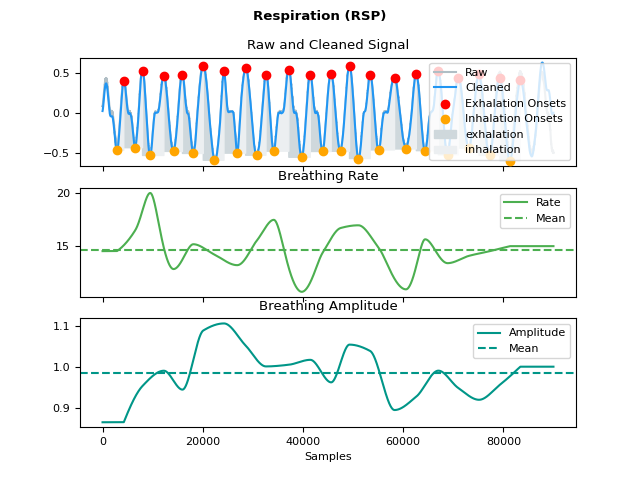 Respiration (RSP)
Raw and Cleaned Signal
0.5
0.0
−0.5
Raw
Cleaned
Exhalation Onsets
Inhalation Onsets
exhalation
inhalation
Breathing Rate
20
15
Rate
Mean
Breathing Amplitude
1.1
1.0
0.9
Amplitude
Mean
0 20000 40000 60000 80000
Samples